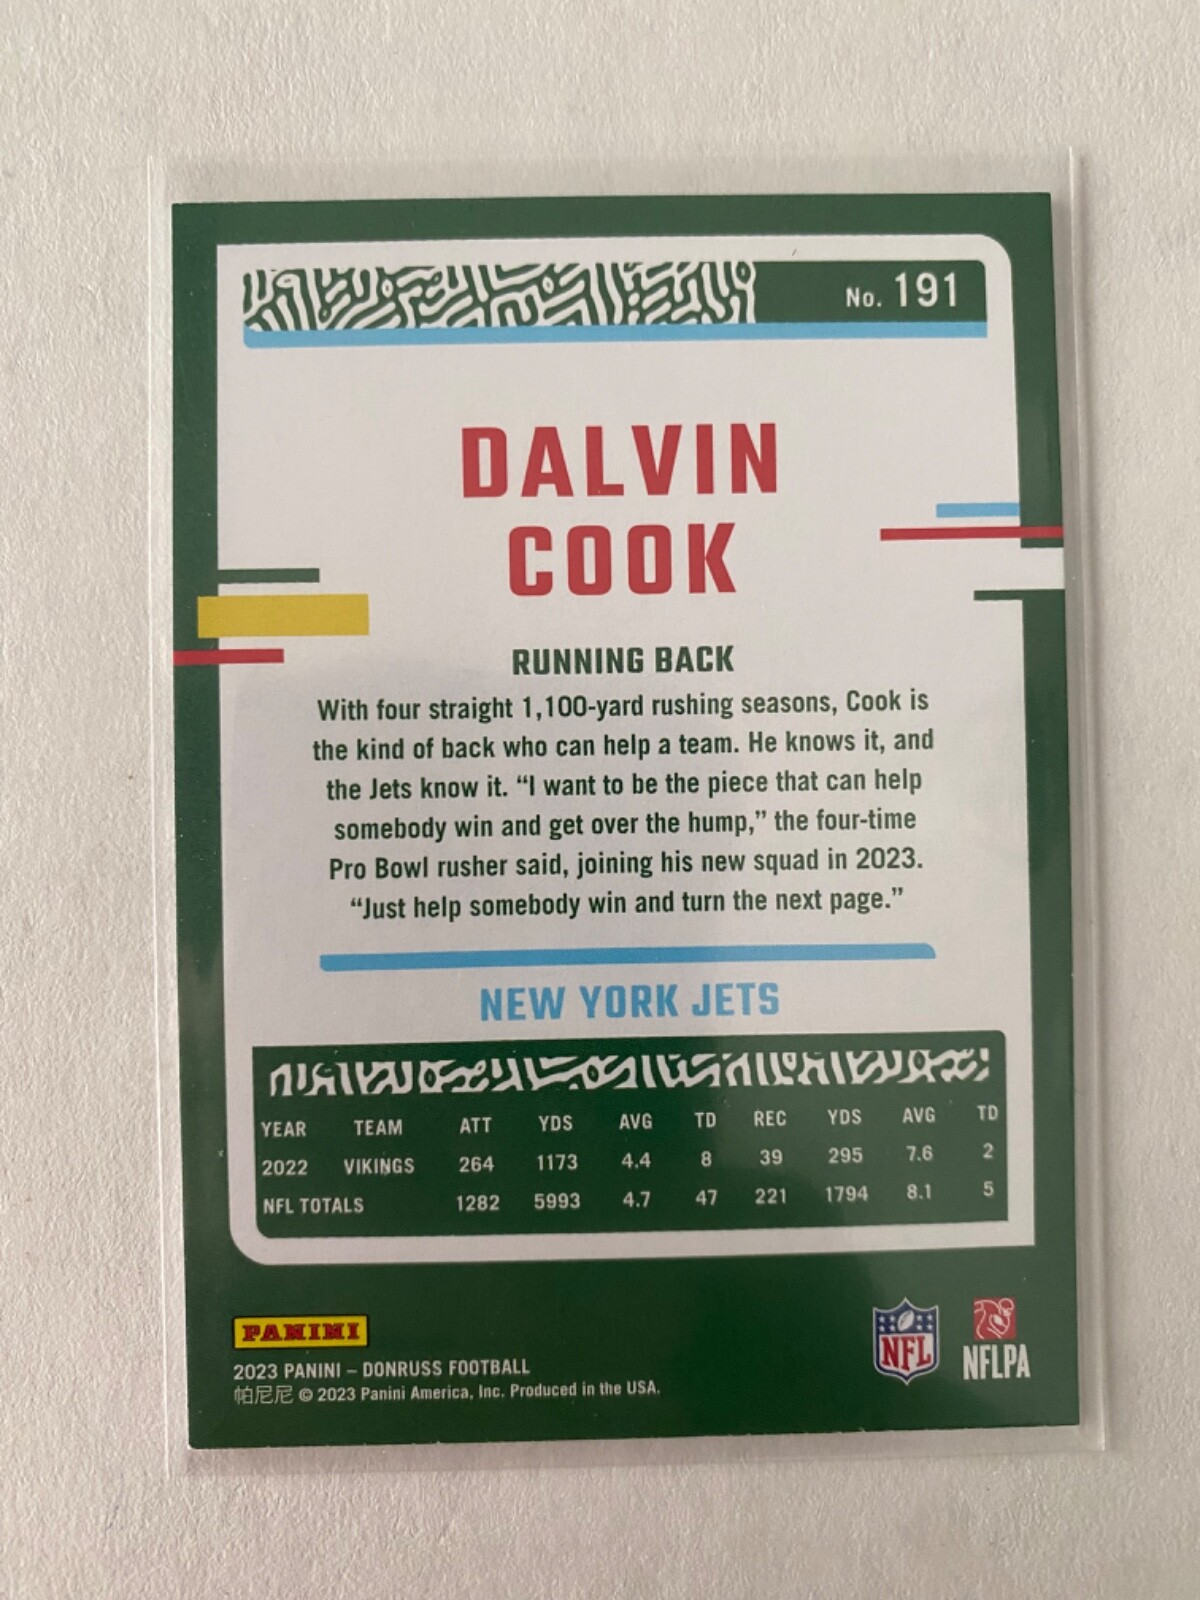 No. 191
DALVIN
COOK
RUNNING BACK
With four straight 1,100-yard rushing seasons, Cook is
the kind of back who can help a team. He knows it, and
the Jets know it. “I want to be the piece that can help
somebody win and get over the hump,” the four-time
Pro Bowl rusher said, joining his new squad in 2023.
“Just help somebody win and turn the next page.”
NEW YORK JETS
YEAR TEAM ATT YDS AVG TD REC YDS AVG TD
2022 VIKINGS 264 1173 4.4 8 39 295 7.6 2
NFL TOTALS 1282 5993 4.7 47 221 1794 8.1 5
PANINI
2023 PANINI – DONRUSS FOOTBALL
帕尼尼 © 2023 Panini America, Inc. Produced in the USA.
NFL
NFLPA